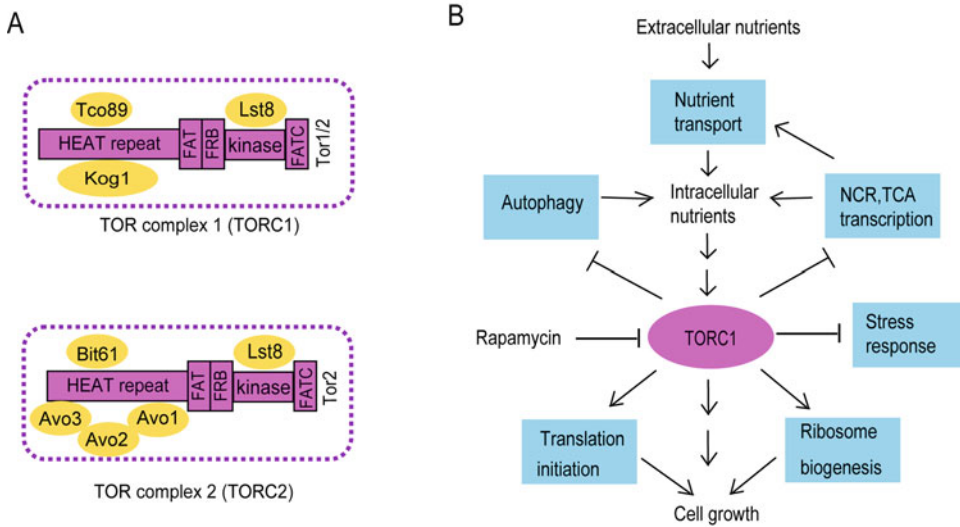 A
Tco89
Lst8
HEAT repeat
FAT
FRB
kinase
FATC
Tor1/2
Kog1
TOR complex 1 (TORC1)
Bit61
Lst8
HEAT repeat
FAT
FRB
kinase
FATC
Tor2
Avo3
Avo2
Avo1
TOR complex 2 (TORC2)
B
Extracellular nutrients
Nutrient
transport
Autophagy
Intracellular
nutrients
NCR,TCA
transcription
Rapamycin
TORC1
Stress
response
Translation
initiation
Ribosome
biogenesis
Cell growth